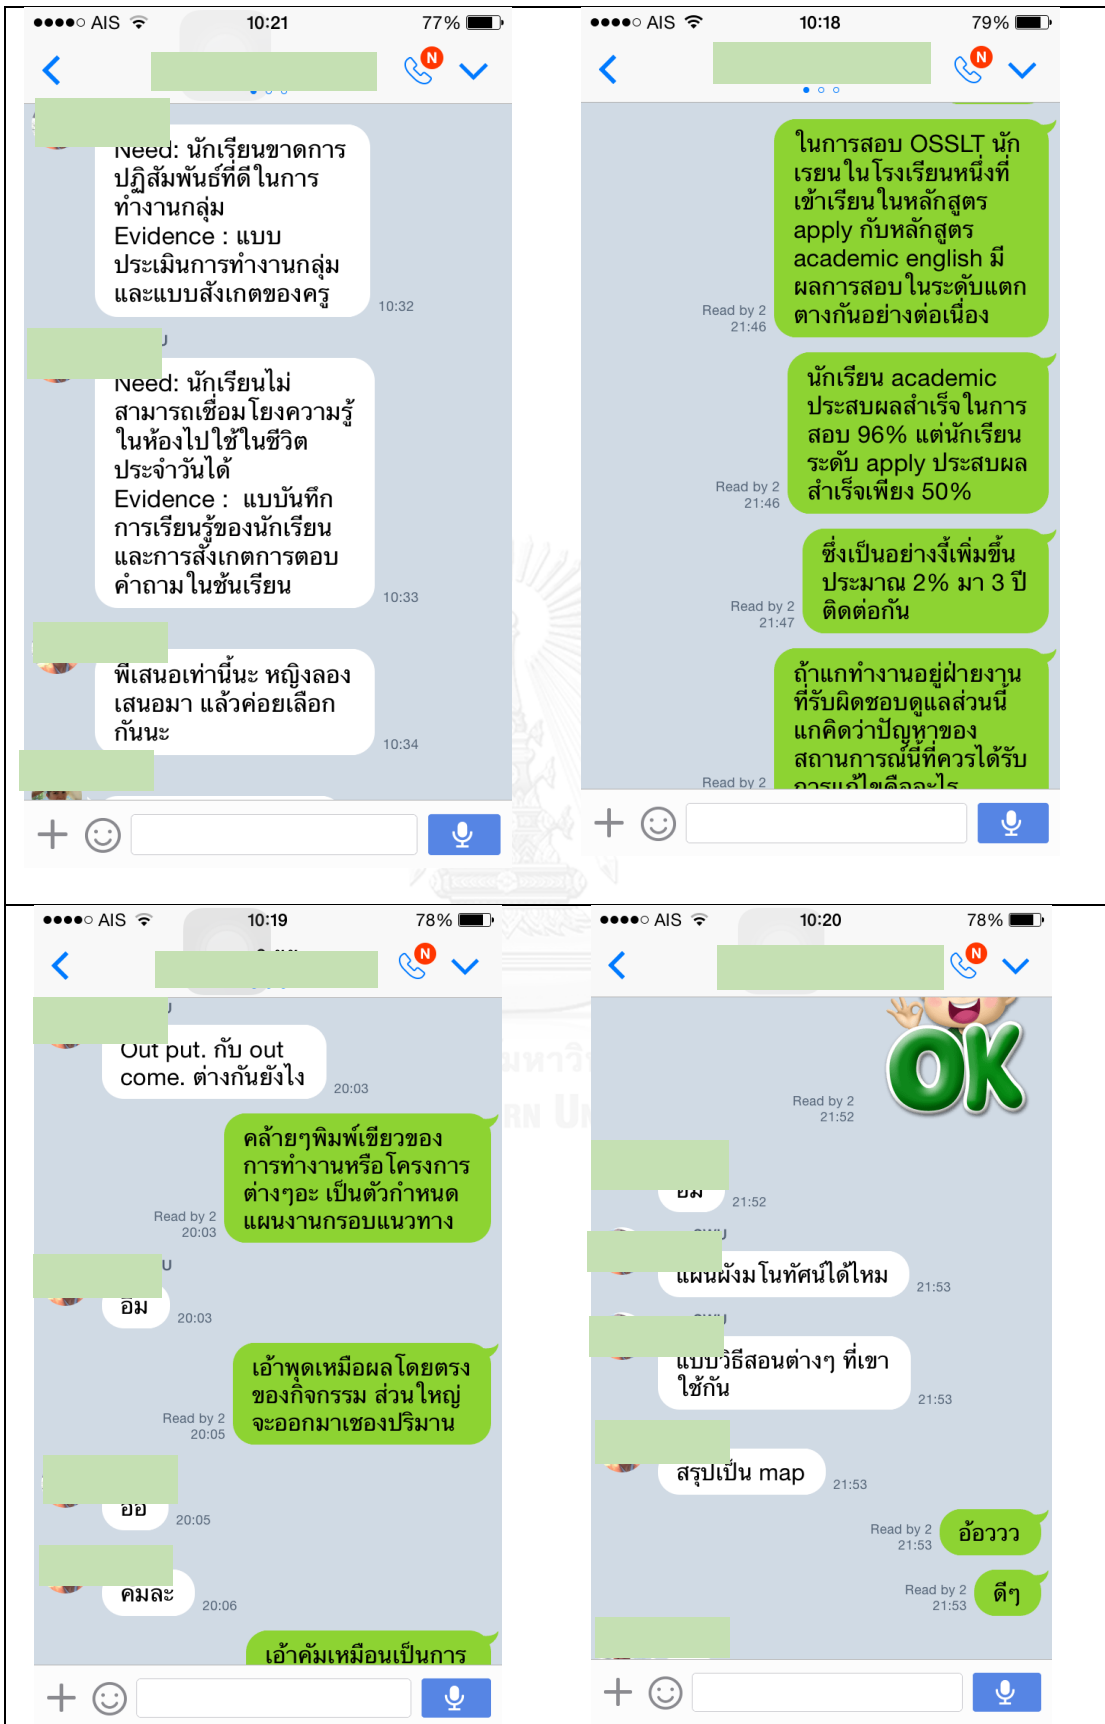 AIS 10:21 77%
N
Need: นักเรียนขาดการ
ปฏิสัมพันธ์ที่ดีในการ
ทำงานกลุ่ม
Evidence : แบบ
ประเมินการทำงานกลุ่ม
และแบบสังเกตของครู
10:32
Need: นักเรียนไม่
สามารถเชื่อมโยงความรู้
ในห้องไปใช้ในชีวิต
ประจำวันได้
Evidence : แบบบันทึก
การเรียนรู้ของนักเรียน
และการสังเกตการตอบ
คำถามในชั้นเรียน
10:33
พี่เสนอเท่านี้นะ หญิงลอง
เสนอมา แล้วค่อยเลือก
กันนะ
10:34
AIS 10:18 79%
N
ในการสอบ OSSLT นัก
เรยนในโรงเรียนหนึ่งที่
เข้าเรียนในหลักสูตร
apply กับหลักสูตร
academic english มี
ผลการสอบในระดับแตก
ตางกันอย่างต่อเนื่อง
Read by 2
21:46
นักเรียน academic
ประสบผลสำเร็จในการ
สอบ 96% แต่นักเรียน
ระดับ apply ประสบผล
สำเร็จเพียง 50%
Read by 2
21:46
ซึ่งเป็นอย่างงี้เพิ่มขึ้น
ประมาณ 2% มา 3 ปี
ติดต่อกัน
Read by 2
21:47
ถ้าแกทำงานอยู่ฝ่ายงาน
ที่รับผิดชอบดูแลส่วนนี้
แกคิดว่าปัญหาของ
สถานการณ์นี้ที่ควรได้รับ
การแก้ไขคืออะไร
Read by 2
AIS 10:19 78%
N
U
Out put. กับ out
come. ต่างกันยังไง
20:03
คล้ายๆพิมพ์เขียวของ
การทำงานหรือโครงการ
ต่างๆอะ เป็นตัวกำหนด
แผนงานกรอบแนวทาง
Read by 2
20:03
U
อืม
20:03
เอ้าพุตเหมือผลโดยตรง
ของกิจกรรม ส่วนใหญ่
จะออกมาเชองปริมาน
Read by 2
20:05
ออ
20:05
คมละ
20:06
เอ้าคัมเหมือนเป็นการ
AIS 10:20 78%
N
OK
Read by 2
21:52
อืม
21:52
แผนผังมโนทัศน์ได้ไหม
21:53
แบบวิธีสอนต่างๆ ที่เขา
ใช้กัน
21:53
สรุปเป็น map
21:53
อ้อววว
Read by 2
21:53
ดีๆ
Read by 2
21:53